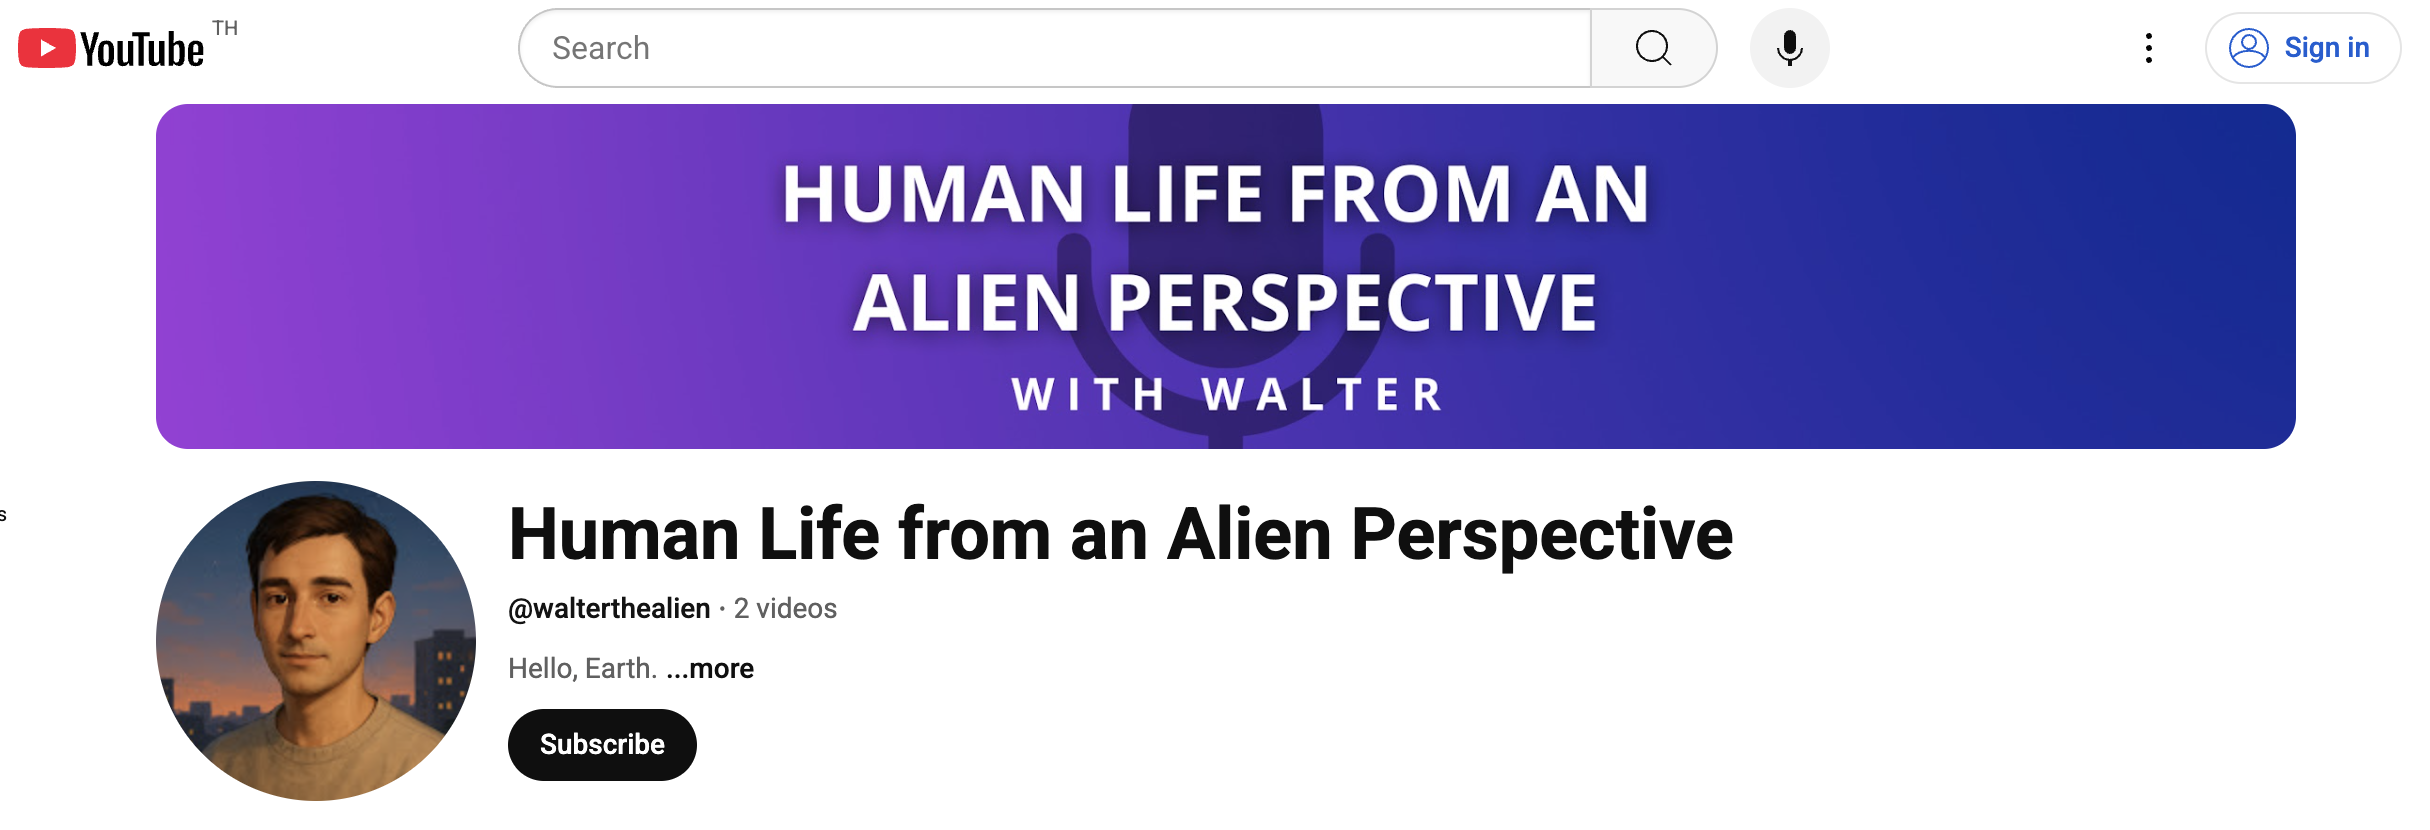 YouTube TH
Search
Sign in
HUMAN LIFE FROM AN
ALIEN PERSPECTIVE
WITH WALTER
s
Human Life from an Alien Perspective
@walterthealien · 2 videos
Hello, Earth. ...more
Subscribe